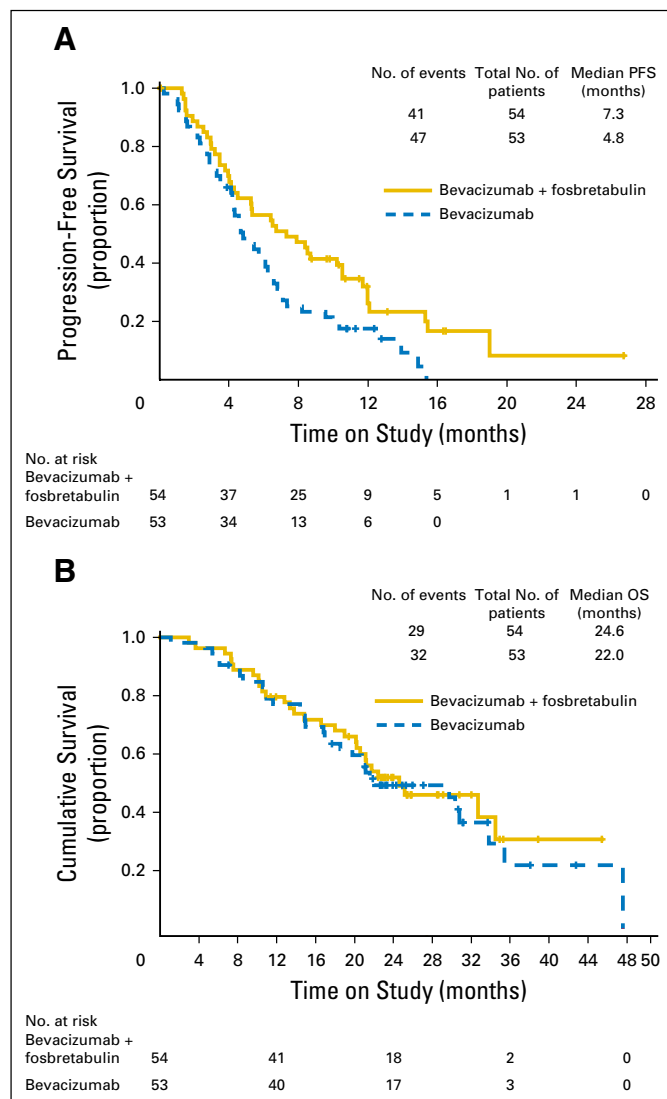 A
No. of events Total No. of patients Median PFS (months)
41 54 7.3
47 53 4.8
Bevacizumab + fosbretabulin
Bevacizumab
Progression-Free Survival (proportion)
1.0
0.8
0.6
0.4
0.2
0 4 8 12 16 20 24 28
Time on Study (months)
No. at risk
Bevacizumab +
fosbretabulin 54 37 25 9 5 1 1 0
Bevacizumab 53 34 13 6 0
B
No. of events Total No. of patients Median OS (months)
29 54 24.6
32 53 22.0
Bevacizumab + fosbretabulin
Bevacizumab
Cumulative Survival (proportion)
1.0
0.8
0.6
0.4
0.2
0 4 8 12 16 20 24 28 32 36 40 44 48 50
Time on Study (months)
No. at risk
Bevacizumab +
fosbretabulin 54 41 18 2 0
Bevacizumab 53 40 17 3 0